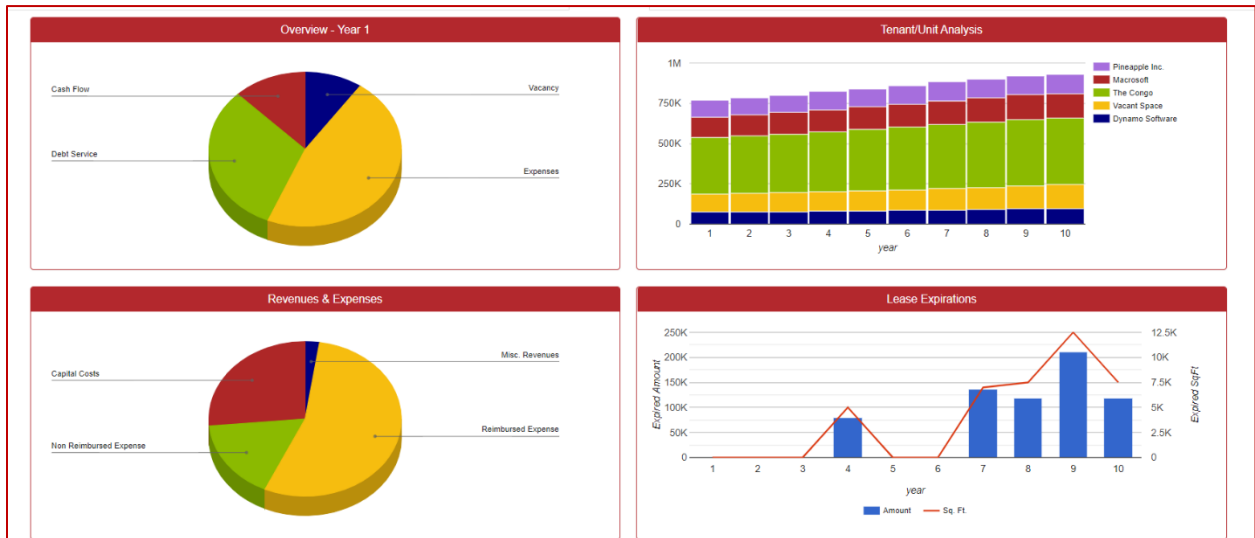 Overview - Year 1
Cash Flow
Vacancy
Debt Service
Expenses
Tenant/Unit Analysis
1M
750K
500K
250K
0
1 2 3 4 5 6 7 8 9 10
year
Pineapple Inc.
Macrosoft
The Congo
Vacant Space
Dynamo Software
Revenues & Expenses
Misc. Revenues
Capital Costs
Reimbursed Expense
Non Reimbursed Expense
Lease Expirations
Expired Amount
250K
200K
150K
100K
50K
0
12.5K
10K
7.5K
5K
2.5K
0
Expired SqFt
1 2 3 4 5 6 7 8 9 10
year
Amount Sq. Ft.